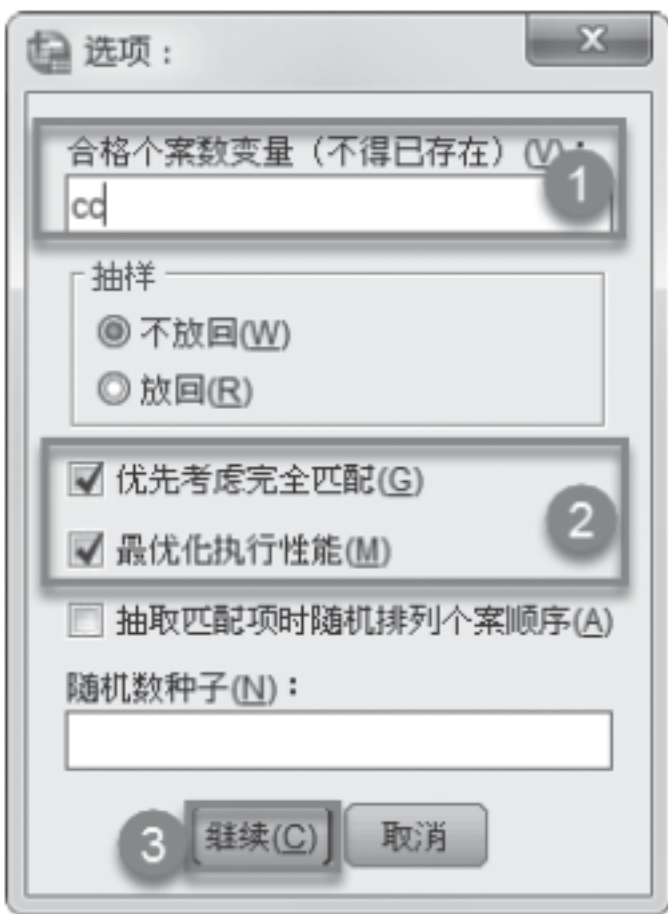 选项：
合格个案数变量（不得已存在）(V)：
1
cc
抽样
不放回(W)
放回(R)
优先考虑完全匹配(G)
2
最优化执行性能(M)
抽取匹配项时随机排列个案顺序(A)
随机数种子(N)：
3 继续(C) 取消